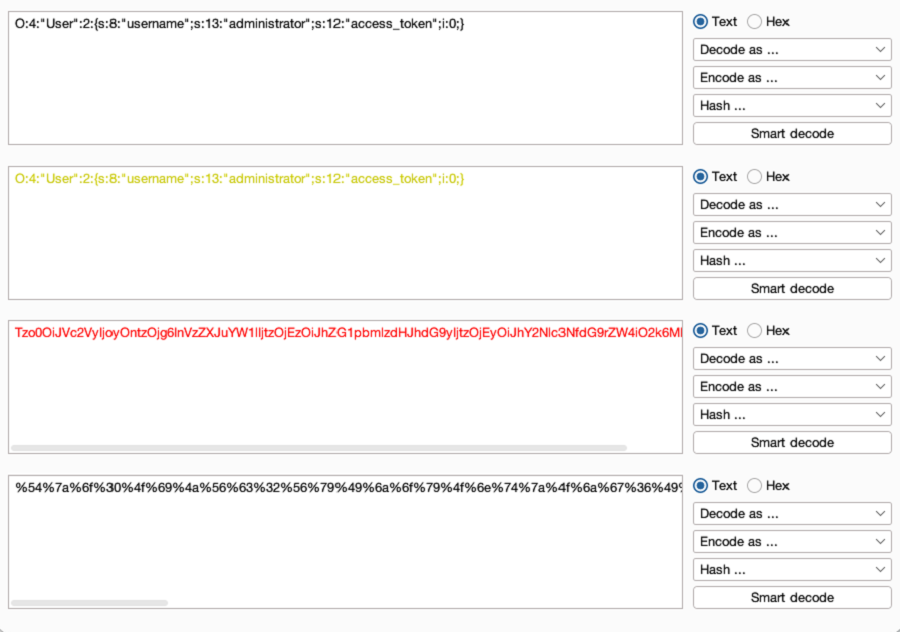 O:4:"User":2:{s:8:"username";s:13:"administrator";s:12:"access_token";i:0;}
Text Hex
Decode as ...
Encode as ...
Hash ...
Smart decode
O:4:"User":2:{s:8:"username";s:13:"administrator";s:12:"access_token";i:0;}
Text Hex
Decode as ...
Encode as ...
Hash ...
Smart decode
Tzo0OiJVc2VyIjoyOntzOjg6InVzZXJuYW1lIjtzOjEzOiJhZG1pbmlzdHJhdG9yIjtzOjEyOiJhY2Nlc3NfdG9rZW4iO2k6M
Text Hex
Decode as ...
Encode as ...
Hash ...
Smart decode
%54%7a%6f%30%4f%69%4a%56%63%32%56%79%49%6a%6f%79%4f%6e%74%7a%4f%6a%67%36%49%
Text Hex
Decode as ...
Encode as ...
Hash ...
Smart decode